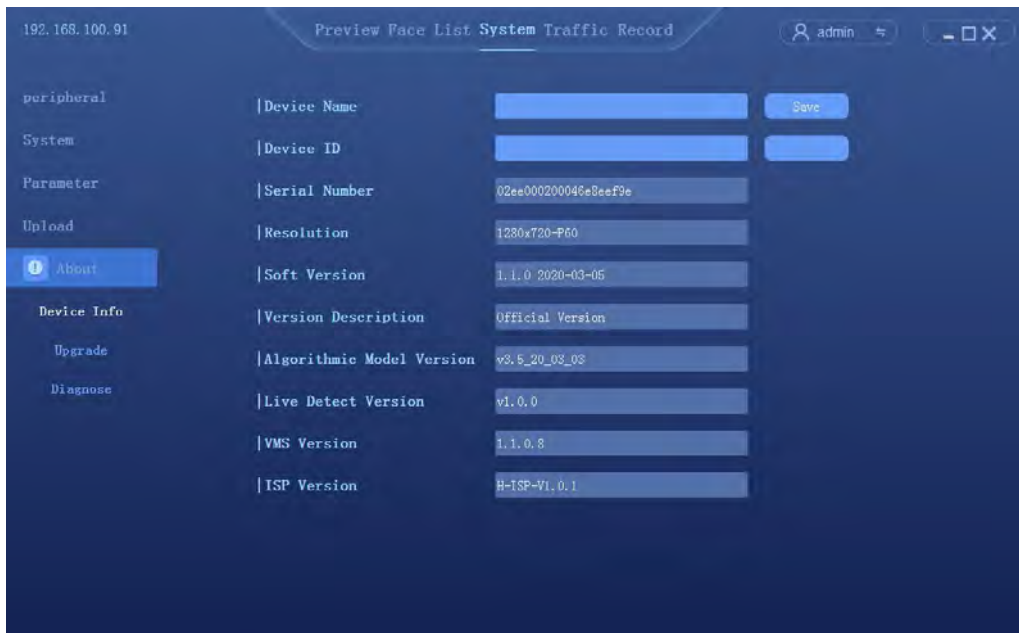 192.168.100.91
Preview Face List System Traffic Record
admin
peripheral
System
Parameter
Upload
About
Device Info
Upgrade
Diagnose
|Device Name
Save
|Device ID
|Serial Number 02ee000200046e8eef9e
|Resolution 1280x720-P60
|Soft Version 1.1.0 2020-03-05
|Version Description Official Version
|Algorithmic Model Version v3.5_20_03_03
|Live Detect Version v1.0.0
|VMS Version 1.1.0.8
|ISP Version H-ISP-V1.0.1